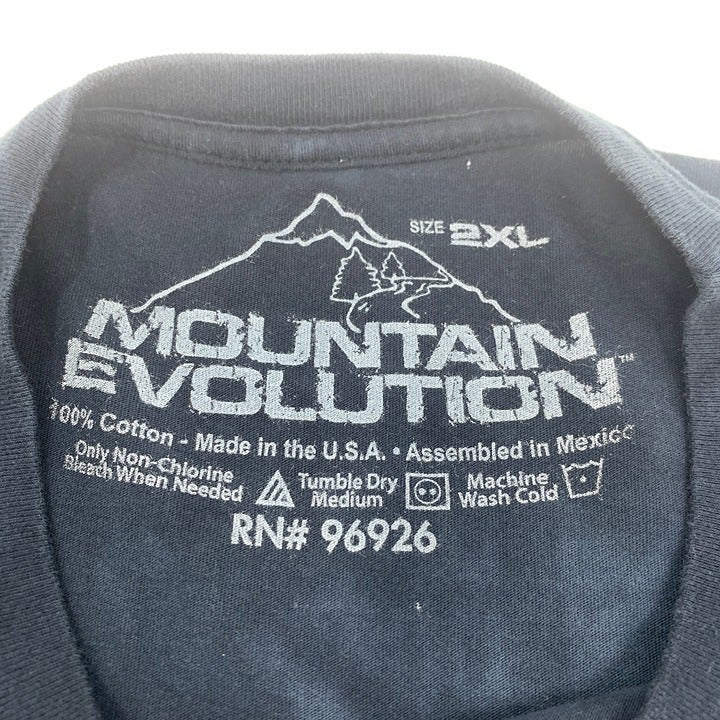 SIZE 2XL
MOUNTAIN
EVOLUTION™
100% Cotton - Made in the U.S.A. • Assembled in Mexico
Only Non-Chlorine
Bleach When Needed
Tumble Dry
Medium
Machine
Wash Cold
RN# 96926